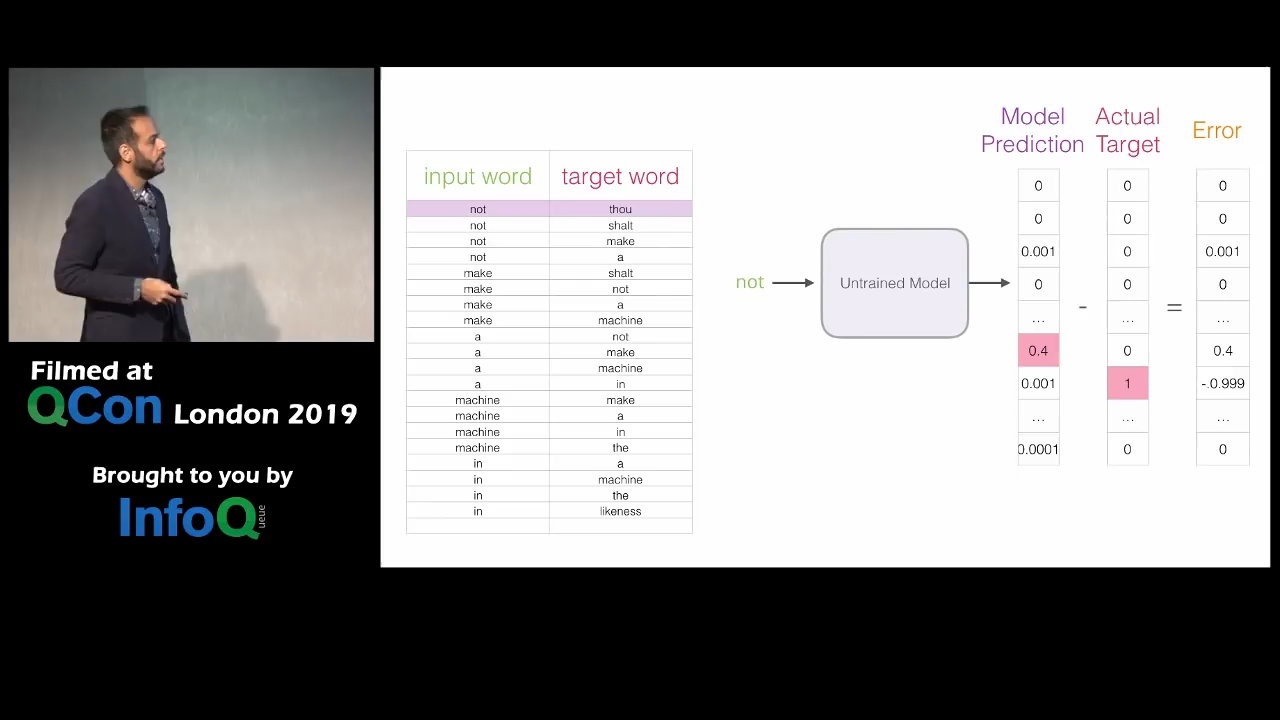 Filmed at
QCon London 2019
Brought to you by
InfoQ
ueue
input word target word
not thou
not shalt
not make
not a
make shalt
make not
make a
make machine
a not
a make
a machine
a in
machine make
machine a
machine in
machine the
in a
in machine
in the
in likeness
not
Untrained Model
Model Prediction
Actual Target
Error
0 0 0
0 0 0
0.001 0 0.001
0 0 0
... - ... = ...
0.4 0 0.4
0.001 1 -.0.999
... ... ...
0.0001 0 0